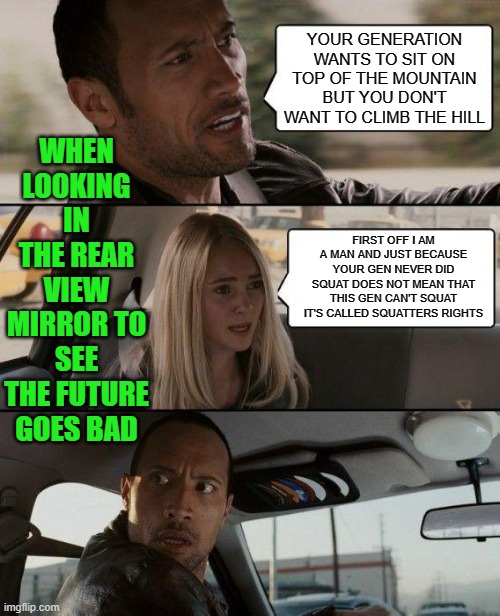 YOUR GENERATION
WANTS TO SIT ON
TOP OF THE MOUNTAIN
BUT YOU DON'T
WANT TO CLIMB THE HILL
WHEN
LOOKING
IN
THE REAR
VIEW
MIRROR TO
SEE
THE FUTURE
GOES BAD
FIRST OFF I AM
A MAN AND JUST BECAUSE
YOUR GEN NEVER DID
SQUAT DOES NOT MEAN THAT
THIS GEN CAN'T SQUAT
IT'S CALLED SQUATTERS RIGHTS
imgflip.com